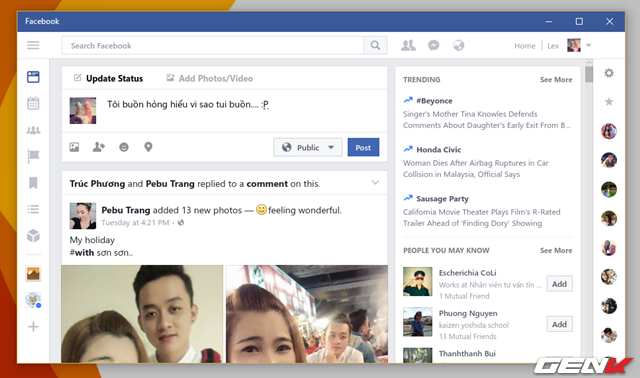 Facebook
Search Facebook
Home
Lex
Update Status
Add Photos/Video
Tôi buồn hỏng hiểu vì sao tui buồn.... :P
Public
Post
Trúc Phương and Pebu Trang replied to a comment on this.
Pebu Trang added 13 new photos — feeling wonderful.
Tuesday at 4:21 PM ·
My holiday
#with sơn sơn..
TRENDING See More
#Beyonce
Singer's Mother Tina Knowles Defends
Comments About Daughter's Early Exit From B...
Honda Civic
Woman Dies After Airbag Ruptures in Car
Collision in Malaysia, Official Says
Sausage Party
California Movie Theater Plays Film's R-Rated
Trailer Ahead of 'Finding Dory' Showing
PEOPLE YOU MAY KNOW See More
Escherichia CoLi
Works at Nhân viên tư vấn tín ...
1 Mutual Friend
Add
Phuong Nguyen
kaizen yoshida school
13 Mutual Friends
Add
Thanhthanh Bui
GENK